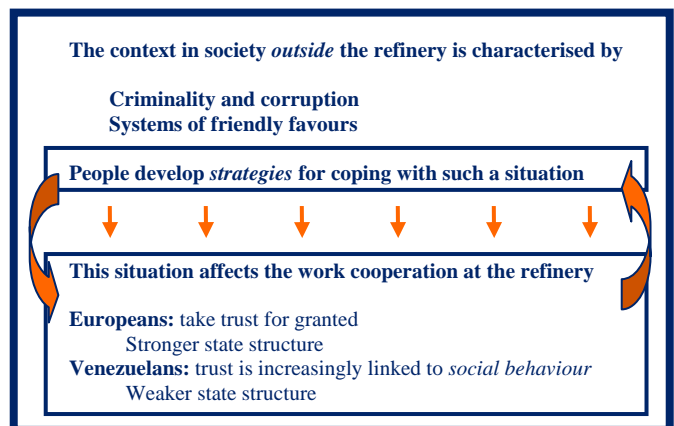 The context in society outside the refinery is characterised by
Criminality and corruption
Systems of friendly favours
People develop strategies for coping with such a situation
This situation affects the work cooperation at the refinery
Europeans: take trust for granted
Stronger state structure
Venezuelans: trust is increasingly linked to social behaviour
Weaker state structure